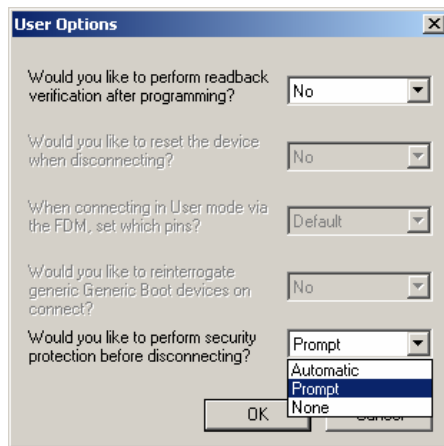 User Options
Would you like to perform readback
verification after programming?
No
Would you like to reset the device
when disconnecting?
No
When connecting in User mode via
the FDM, set which pins?
Default
Would you like to reinterrogate
generic Generic Boot devices on
connect?
No
Would you like to perform security
protection before disconnecting?
Prompt
Automatic
Prompt
None
OK